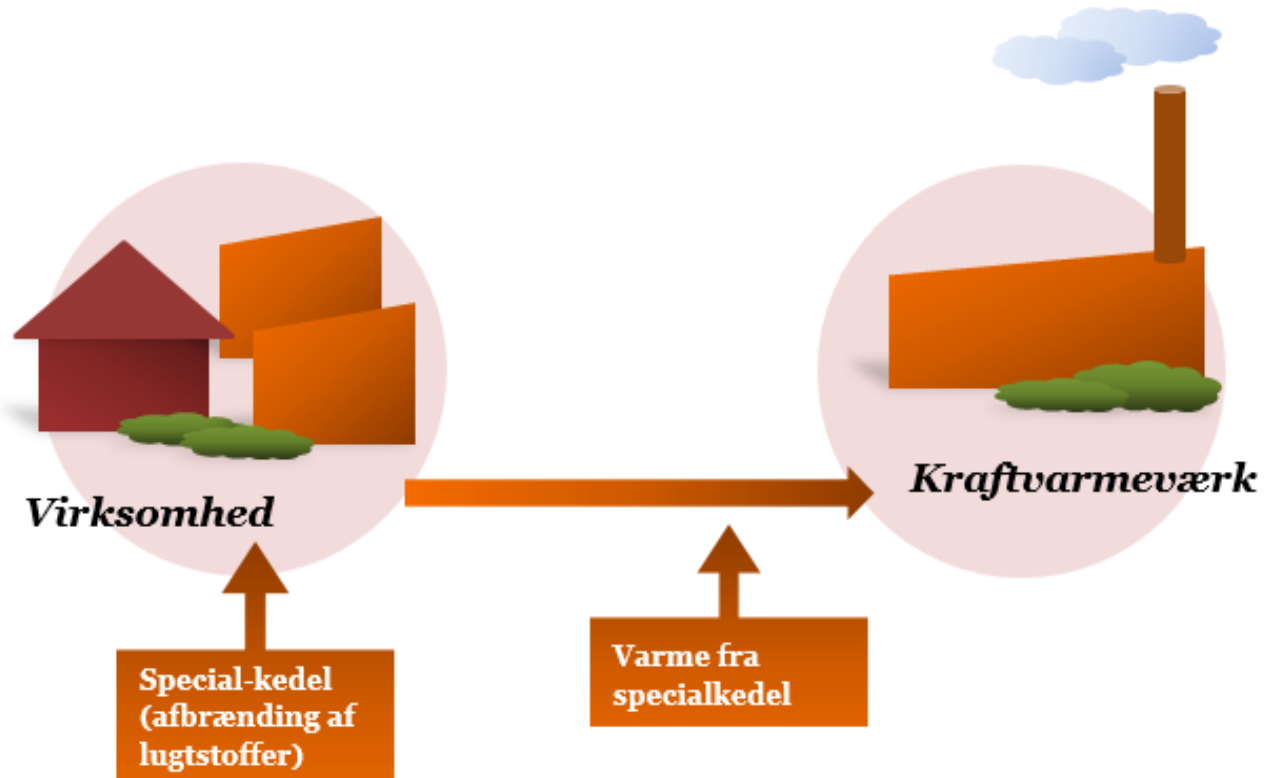 Virksomhed
Kraftvarmeværk
Special-kedel
(afbrænding af
lugtstoffer)
Varme fra
specialkedel